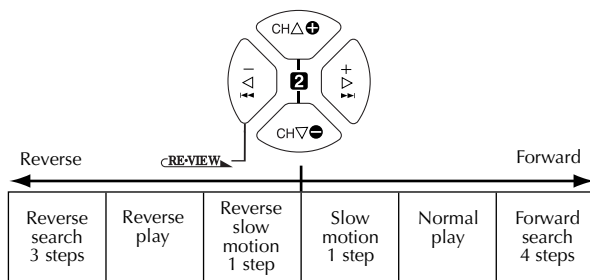 CH△+
− ◁ ⏮
2
+ ▷ ⏭
CH▽−
RE•VIEW
Reverse
Forward
Reverse search 3 steps
Reverse play
Reverse slow motion 1 step
Slow motion 1 step
Normal play
Forward search 4 steps